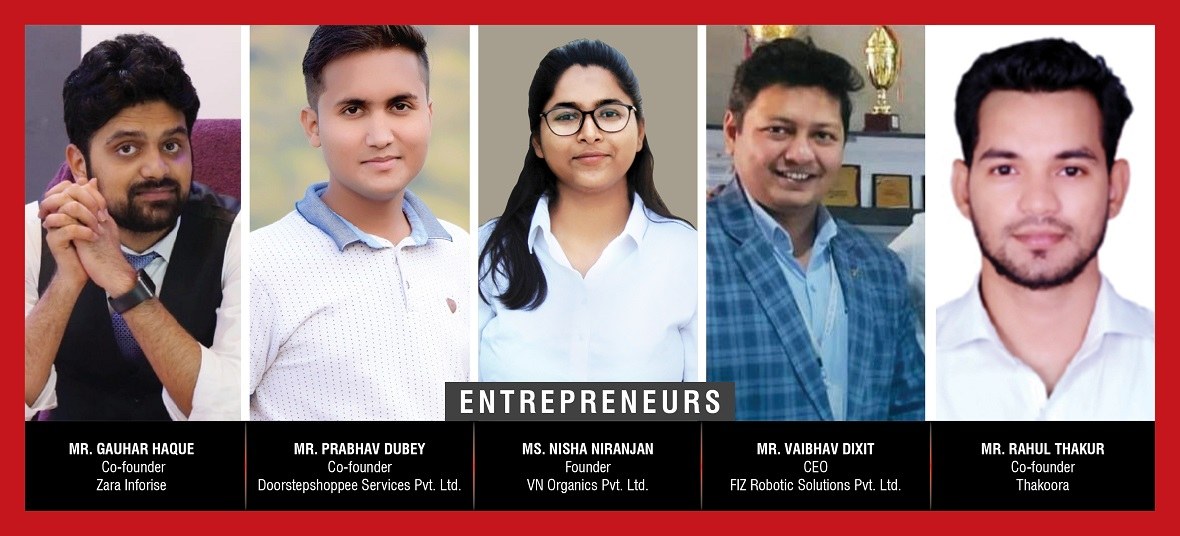 ENTREPRENEURS
MR. GAUHAR HAQUE
Co-founder
Zara Inforise
MR. PRABHAV DUBEY
Co-founder
Doorstepshoppee Services Pvt. Ltd.
MS. NISHA NIRANJAN
Founder
VN Organics Pvt. Ltd.
MR. VAIBHAV DIXIT
CEO
FIZ Robotic Solutions Pvt. Ltd.
MR. RAHUL THAKUR
Co-founder
Thakoora